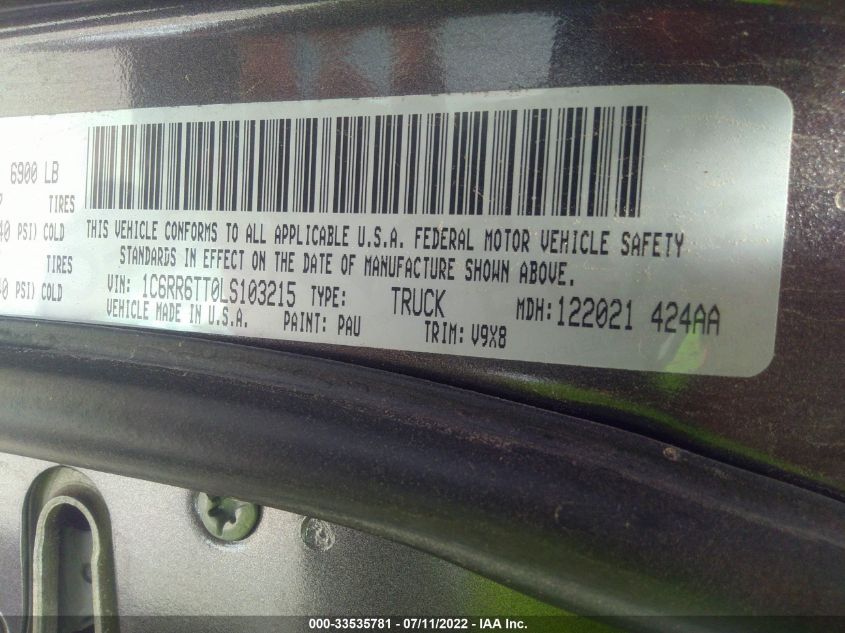 6900 LB
TIRES
PSI) COLD
TIRES
PSI) COLD
THIS VEHICLE CONFORMS TO ALL APPLICABLE U.S.A. FEDERAL MOTOR VEHICLE SAFETY
STANDARDS IN EFFECT ON THE DATE OF MANUFACTURE SHOWN ABOVE.
VIN: 1C6RR6TT0LS103215 TYPE: TRUCK MDH:122021 424AA
VEHICLE MADE IN U.S.A. PAINT: PAU TRIM: V9X8
000-33535781 - 07/11/2022 - IAA Inc.